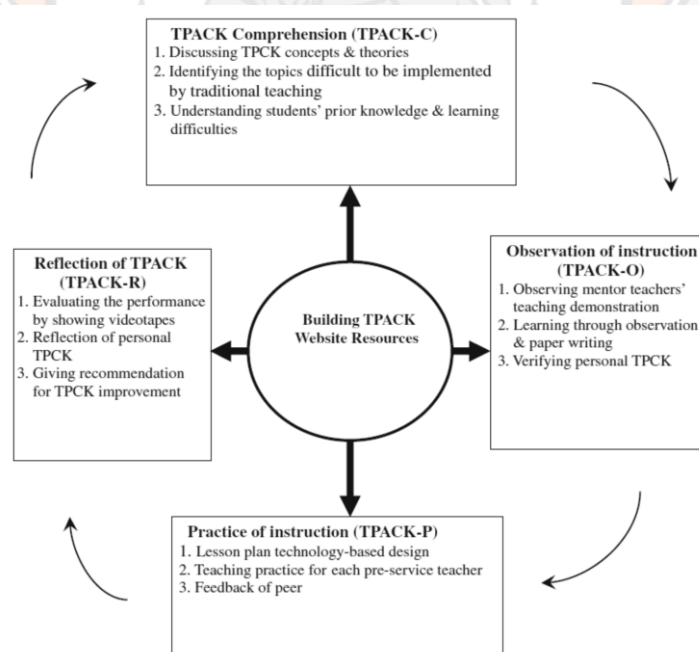 TPACK Comprehension (TPACK-C)
1. Discussing TPCK concepts & theories
2. Identifying the topics difficult to be implemented
by traditional teaching
3. Understanding students' prior knowledge & learning
difficulties
Observation of instruction
(TPACK-O)
1. Observing mentor teachers'
teaching demonstration
2. Learning through observation
& paper writing
3. Verifying personal TPCK
Practice of instruction (TPACK-P)
1. Lesson plan technology-based design
2. Teaching practice for each pre-service teacher
3. Feedback of peer
Reflection of TPACK
(TPACK-R)
1. Evaluating the performance
by showing videotapes
2. Reflection of personal
TPCK
3. Giving recommendation
for TPCK improvement
Building TPACK
Website Resources